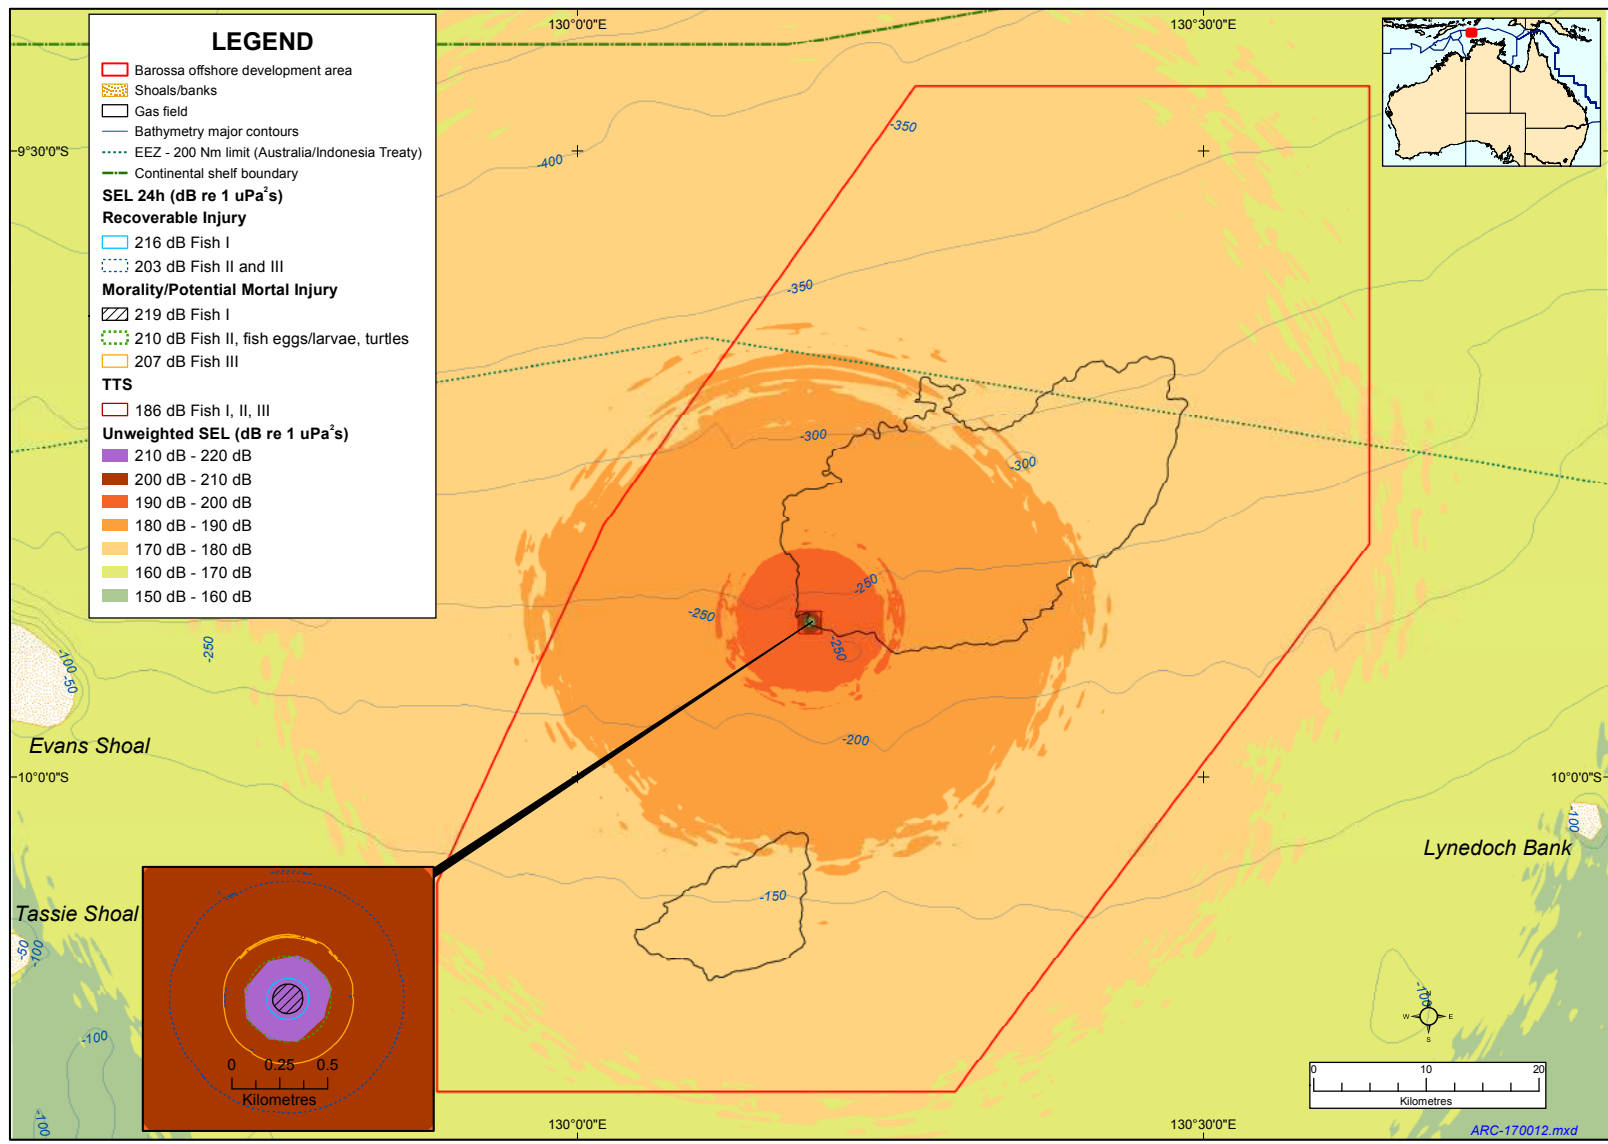 130°0'0"E
130°30'0"E
LEGEND
Barossa offshore development area
Shoals/banks
Gas field
Bathymetry major contours
EEZ - 200 Nm limit (Australia/Indonesia Treaty)
Continental shelf boundary
SEL 24h (dB re 1 uPa²s)
Recoverable Injury
216 dB Fish I
203 dB Fish II and III
Morality/Potential Mortal Injury
219 dB Fish I
210 dB Fish II, fish eggs/larvae, turtles
207 dB Fish III
TTS
186 dB Fish I, II, III
Unweighted SEL (dB re 1 uPa²s)
210 dB - 220 dB
200 dB - 210 dB
190 dB - 200 dB
180 dB - 190 dB
170 dB - 180 dB
160 dB - 170 dB
150 dB - 160 dB
9°30'0"S
-350
-400
-350
-300
-300
-250
-250
-250
-250
-100
-50
-200
Evans Shoal
10°0'0"S
10°0'0"S
-100
Lynedoch Bank
-150
Tassie Shoal
-50
-100
-100
-100
-100
N
W
E
S
0 0.25 0.5
Kilometres
0 10 20
Kilometres
130°0'0"E
130°30'0"E
ARC-170012.mxd